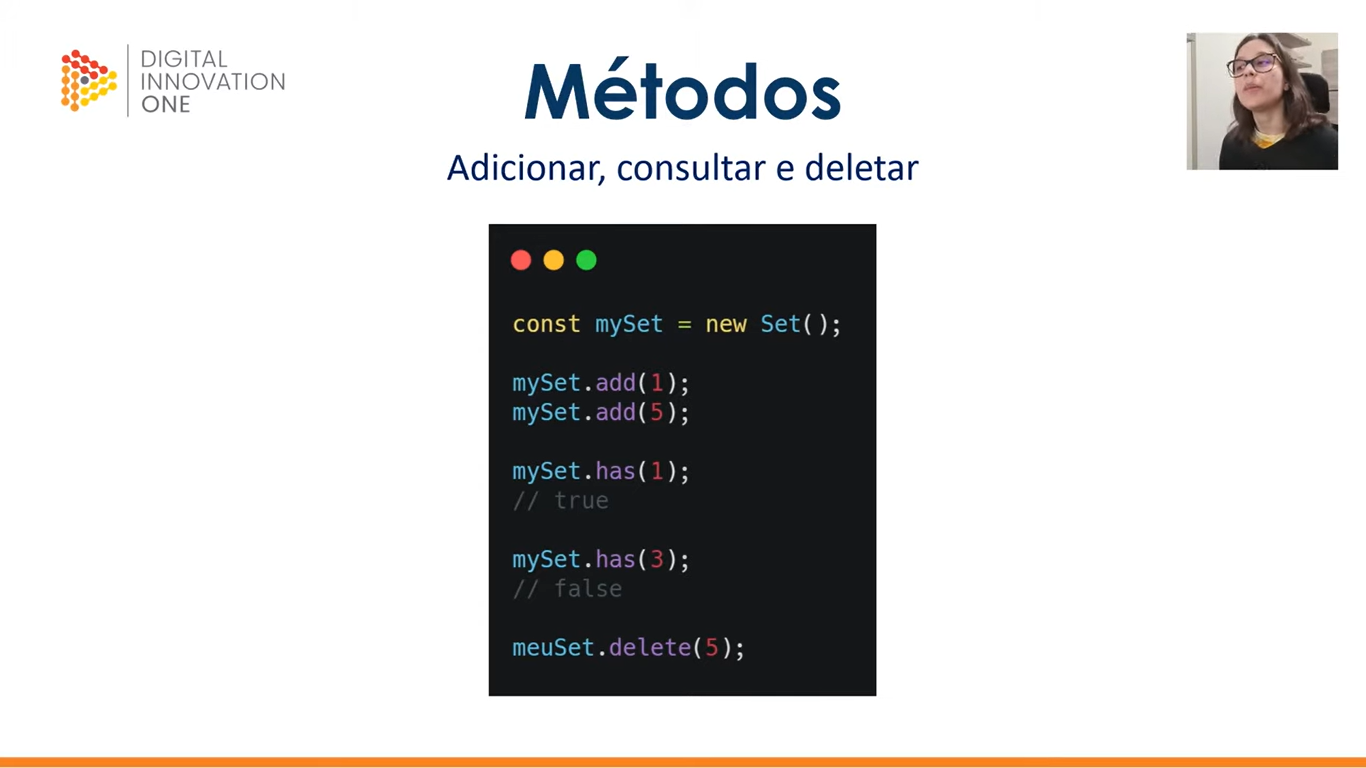 DIGITAL
INNOVATION
ONE
Métodos
Adicionar, consultar e deletar
const mySet = new Set();
mySet.add(1);
mySet.add(5);
mySet.has(1);
// true
mySet.has(3);
// false
meuSet.delete(5);